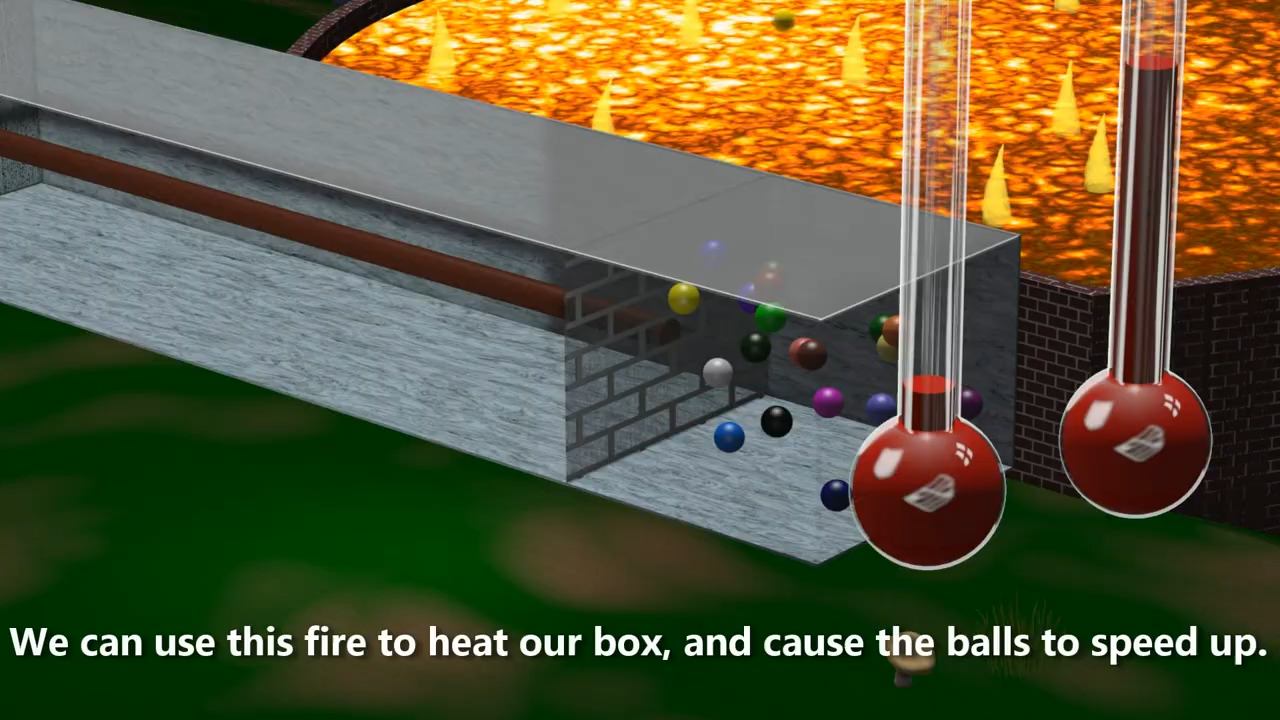 We can use this fire to heat our box, and cause the balls to speed up.